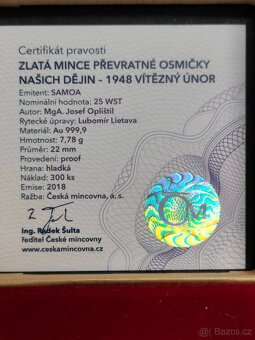 Certifikát pravosti
ZLATÁ MINCE PŘEVRATNÉ OSMIČKY
NAŠICH DĚJIN - 1948 VÍTĚZNÝ ÚNOR
Emitent: SAMOA
Nominální hodnota: 25 WST
Autor: MgA. Josef Oplištil
Rytecké úpravy: Lubomír Lietava
Materiál: Au 999,9
Hmotnost: 7,78 g
Průměr: 22 mm
Provedení: proof
Hrana: hladká
Náklad: 300 ks
Emise: 2018
Ražba: Česká mincovna, a.s.
ČM
Ing. Radek Šulta
ředitel České mincovny
www.ceskamincovna.cz
Bazoš.cz